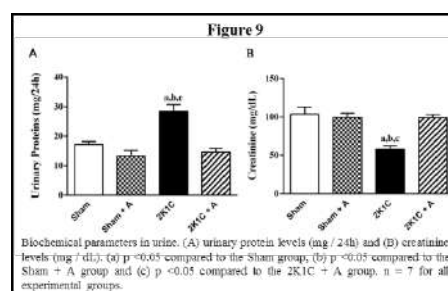 Figure 9
A
B
Urinary Proteins (mg/24h)
40
30
20
10
0
a,b,c
Sham
Sham + A
2K1C
2K1C + A
Creatinine (mg/dL)
150
100
50
0
a,b,c
Sham
Sham + A
2K1C
2K1C + A
Biochemical parameters in urine. (A) urinary protein levels (mg / 24h) and (B) creatinine
levels (mg / dL). (a) p <0.05 compared to the Sham group, (b) p <0.05 compared to the
Sham + A group and (c) p <0.05 compared to the 2K1C + A group. n = 7 for all
experimental groups.